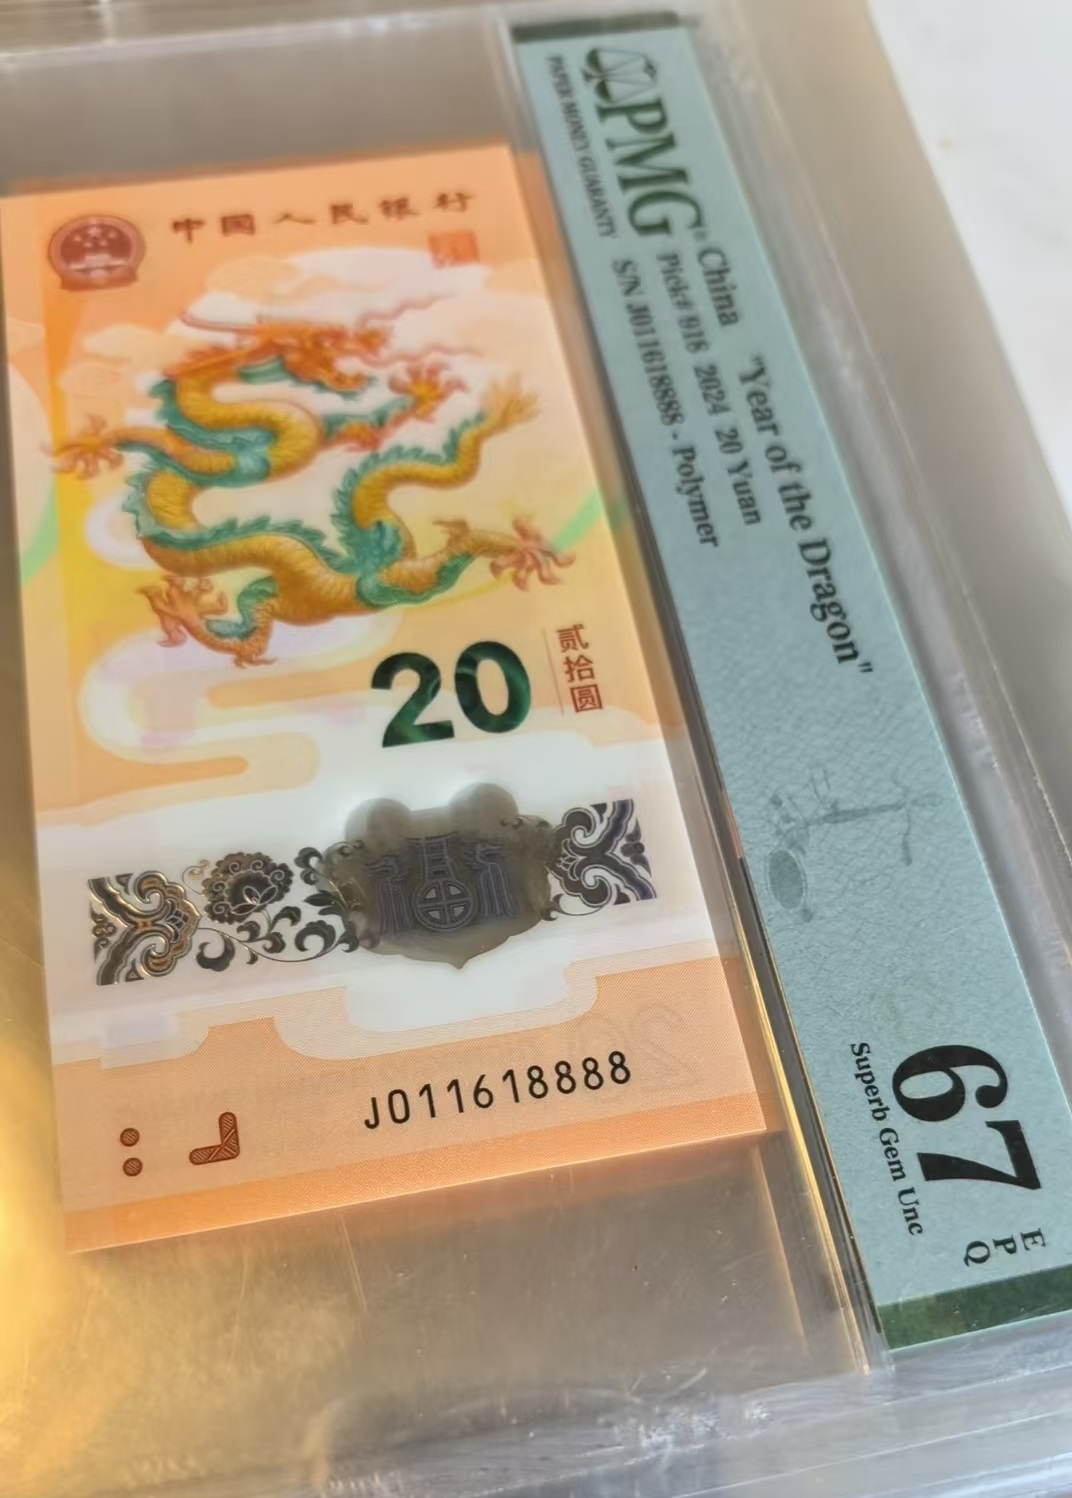 中国人民银行
20
贰拾圆
福
J011618888
PMG
PAPER MONEY GUARANTY
China "Year of the Dragon"
Pick# 918 2024 20 Yuan
S/N J011618888 - Polymer
67 EPQ
Superb Gem Unc